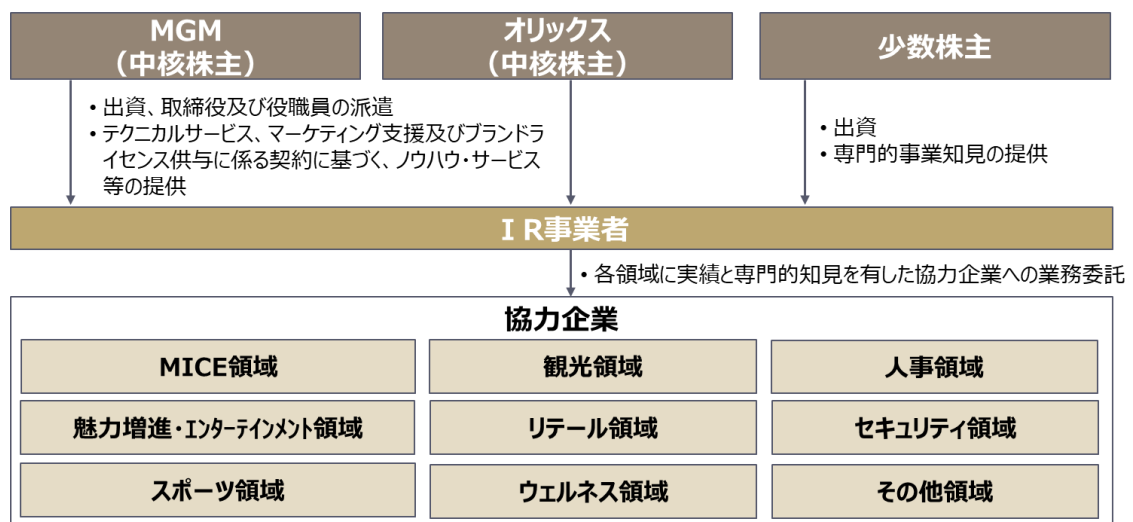 MGM
（中核株主）
オリックス
（中核株主）
少数株主
• 出資、取締役及び役職員の派遣
• テクニカルサービス、マーケティング支援及びブランドラ
イセンス供与に係る契約に基づく、ノウハウ・サービス
等の提供
• 出資
• 専門的事業知見の提供
ＩＲ事業者
• 各領域に実績と専門的知見を有した協力企業への業務委託
協力企業
MICE領域
観光領域
人事領域
魅力増進・ｴﾝﾀｰﾃｲﾝﾒﾝﾄ領域
リテール領域
セキュリティ領域
スポーツ領域
ウェルネス領域
その他領域